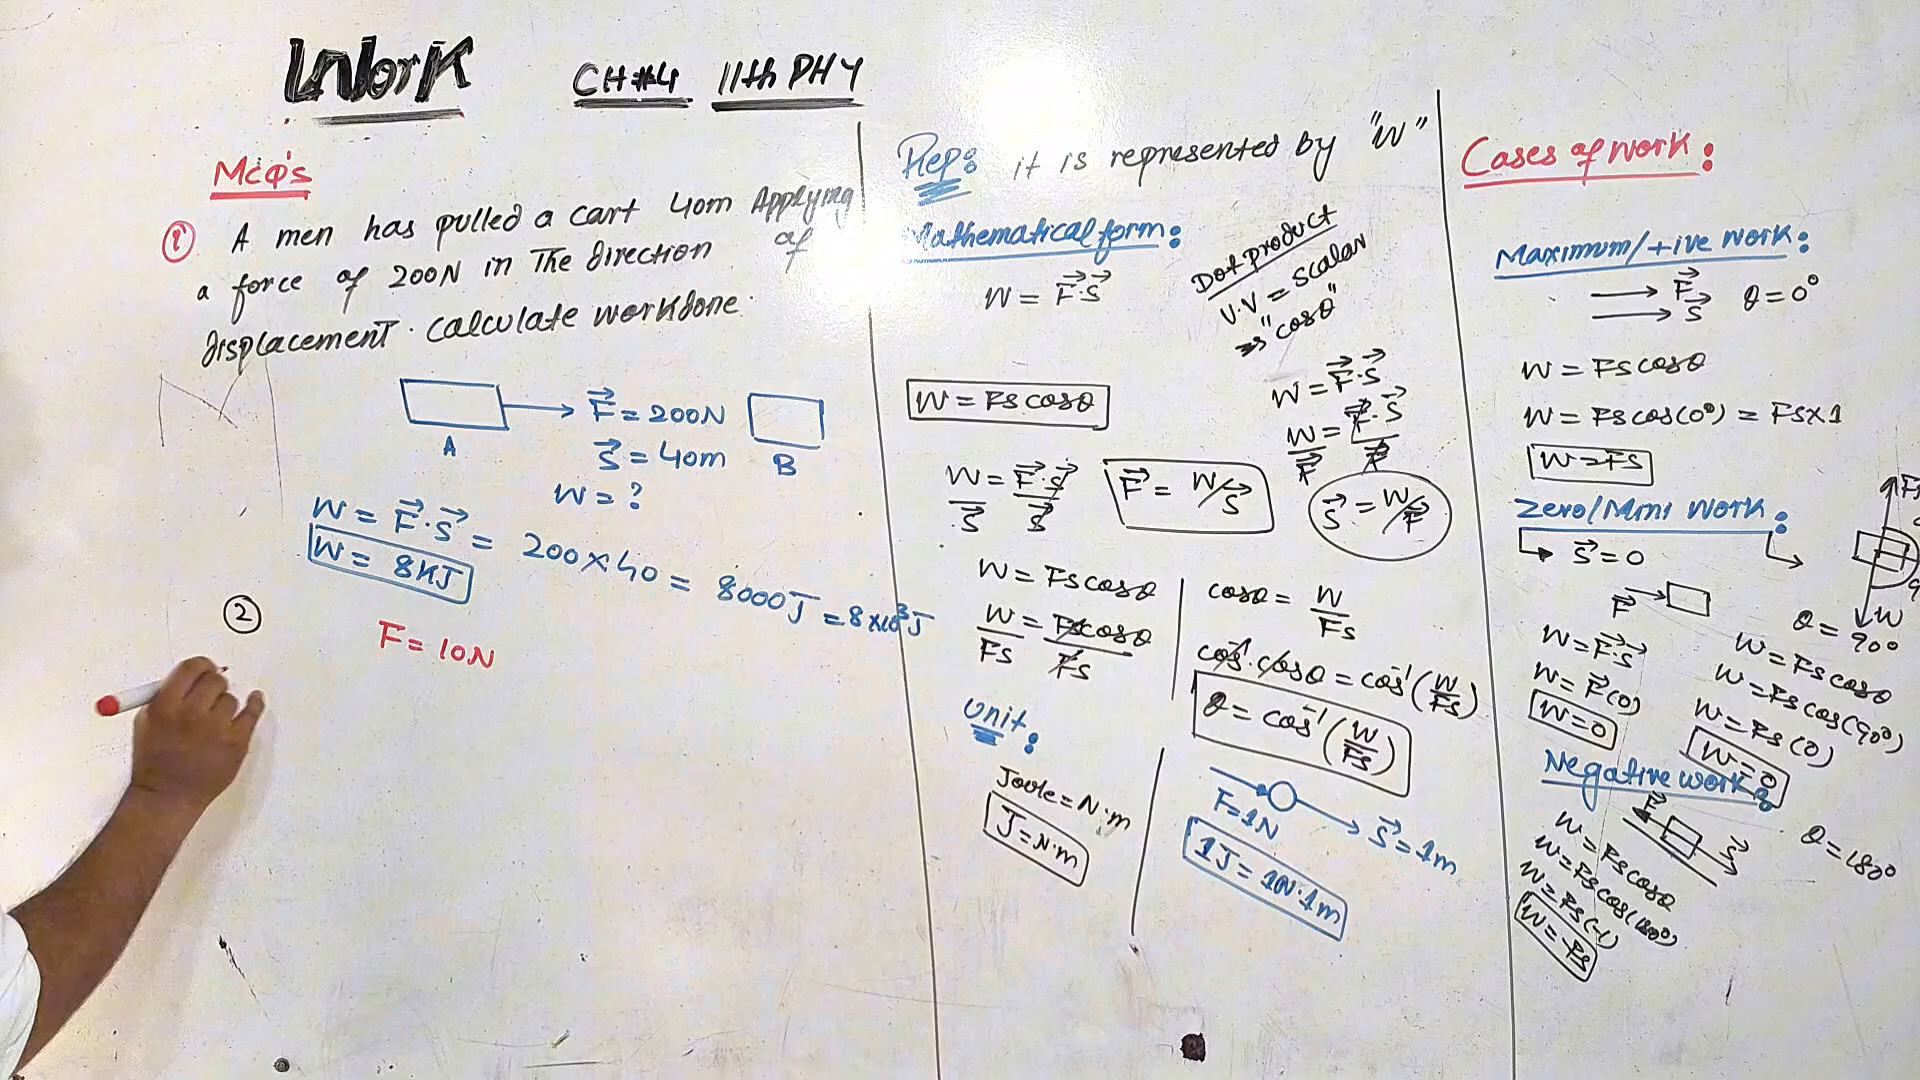 Work CH#4 11th PHY
Mcq's
① A men has pulled a cart 40m Applying
a force of 200N in The direction of
displacement. calculate workdone.
F⃗ = 200N
A S⃗ = 40m B
W = ?
W = F⃗.S⃗ = 200×40 = 8000J = 8×10³J
W = 8KJ
②
F = 10N
Rep: it is represented by "W"
Mathematical form:
W = F⃗.S⃗
Dot product
V.V = Scalar
"cosθ"
W = Fs cosθ
W = F⃗.S⃗
W/F⃗ = F⃗.S⃗/F⃗
W/S⃗ = F⃗.S⃗/S⃗
F⃗ = W/S⃗
S⃗ = W/F⃗
W = Fs cosθ
W/Fs = Fscosθ/Fs
cosθ = W/Fs
cos⁻¹.cosθ = cos⁻¹(W/Fs)
θ = cos⁻¹(W/Fs)
Unit:
Joule = N.m
J = N.m
F = 1N
S⃗ = 1m
1J = 1N.1m
Cases of work:
Maximum/+ive work:
F⃗
S⃗ θ = 0°
W = Fs cosθ
W = Fs cos(0°) = Fs×1
W = Fs
Zero/Mini work:
S⃗ = 0
F⃗
W = F⃗.S⃗
W = F⃗(0)
W = 0
W
θ = 90°
W = Fs cosθ
W = Fs cos(90°)
W = Fs (0)
W = 0
Negative work:
F⃗
S⃗
θ = 180°
W = Fs cosθ
W = Fs cos(180°)
W = Fs(-1)
W = -Fs